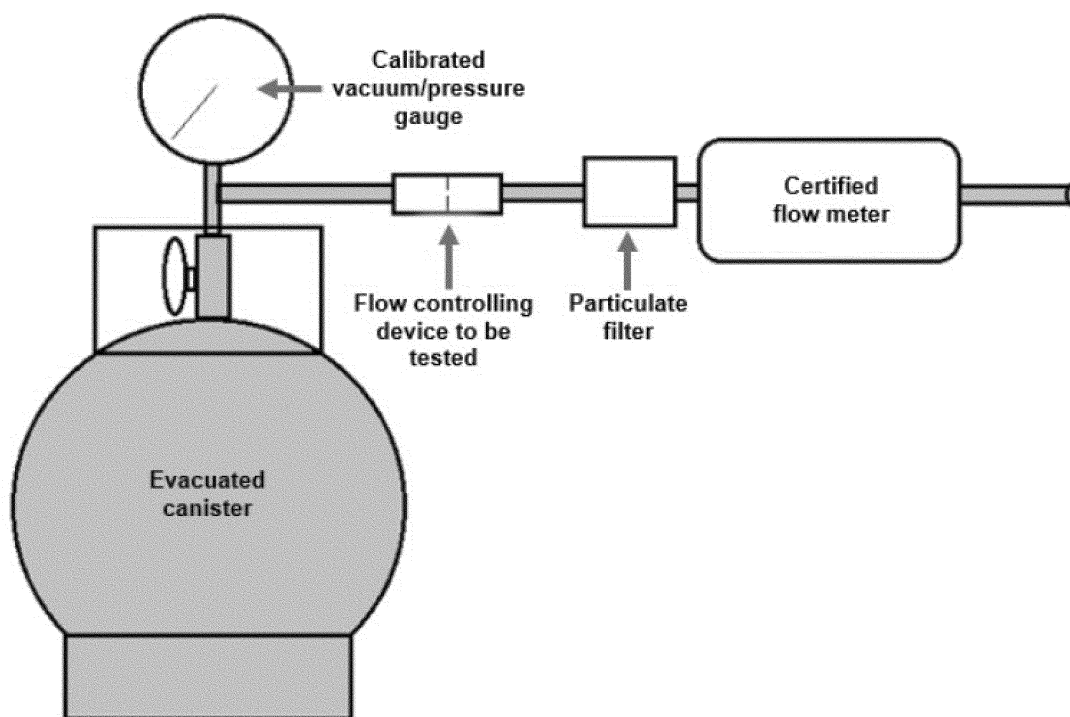 Calibrated
vacuum/pressure
gauge
Certified
flow meter
Flow controlling
device to be
tested
Particulate
filter
Evacuated
canister